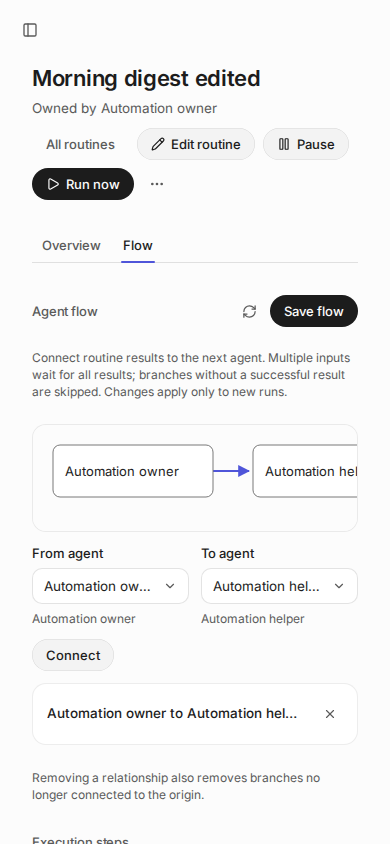 Morning digest edited
Owned by Automation owner
All routines
Edit routine
Pause
Run now
Overview
Flow
Agent flow
Save flow
Connect routine results to the next agent. Multiple inputs
wait for all results; branches without a successful result
are skipped. Changes apply only to new runs.
Automation owner
Automation hel
From agent
To agent
Automation ow...
Automation hel...
Automation owner
Automation helper
Connect
Automation owner to Automation hel...
Removing a relationship also removes branches no
longer connected to the origin.
Execution steps